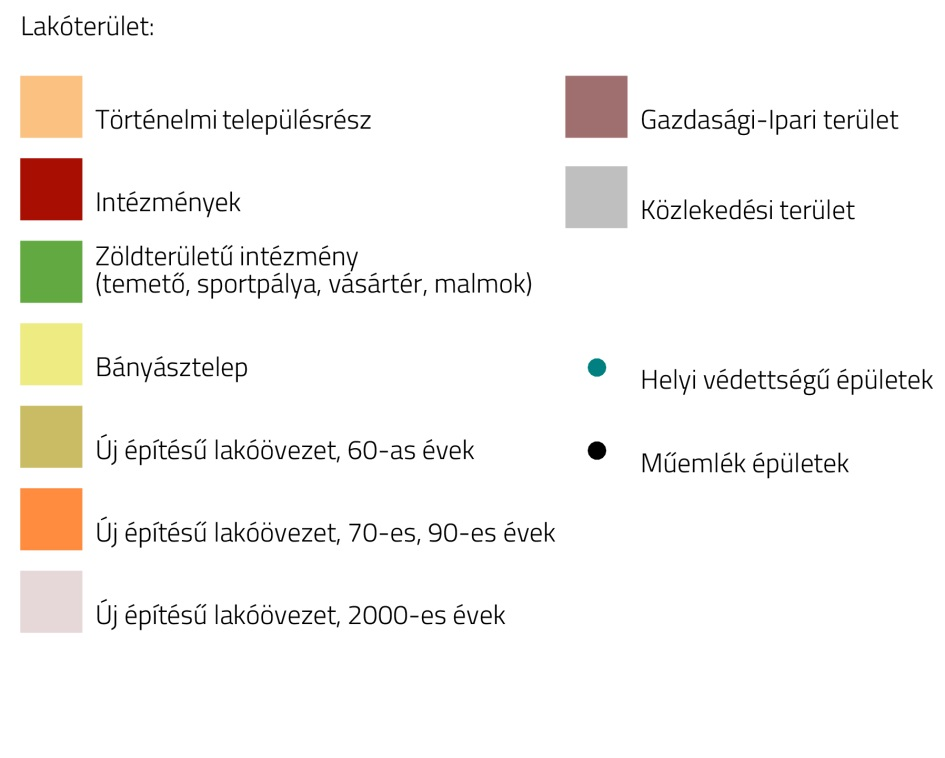 Lakóterület:
Történelmi településrész
Intézmények
Zöldterületű intézmény
(temető, sportpálya, vásártér, malmok)
Bányásztelep
Új építésű lakóövezet, 60-as évek
Új építésű lakóövezet, 70-es, 90-es évek
Új építésű lakóövezet, 2000-es évek
Gazdasági-Ipari terület
Közlekedési terület
Helyi védettségű épületek
Műemlék épületek